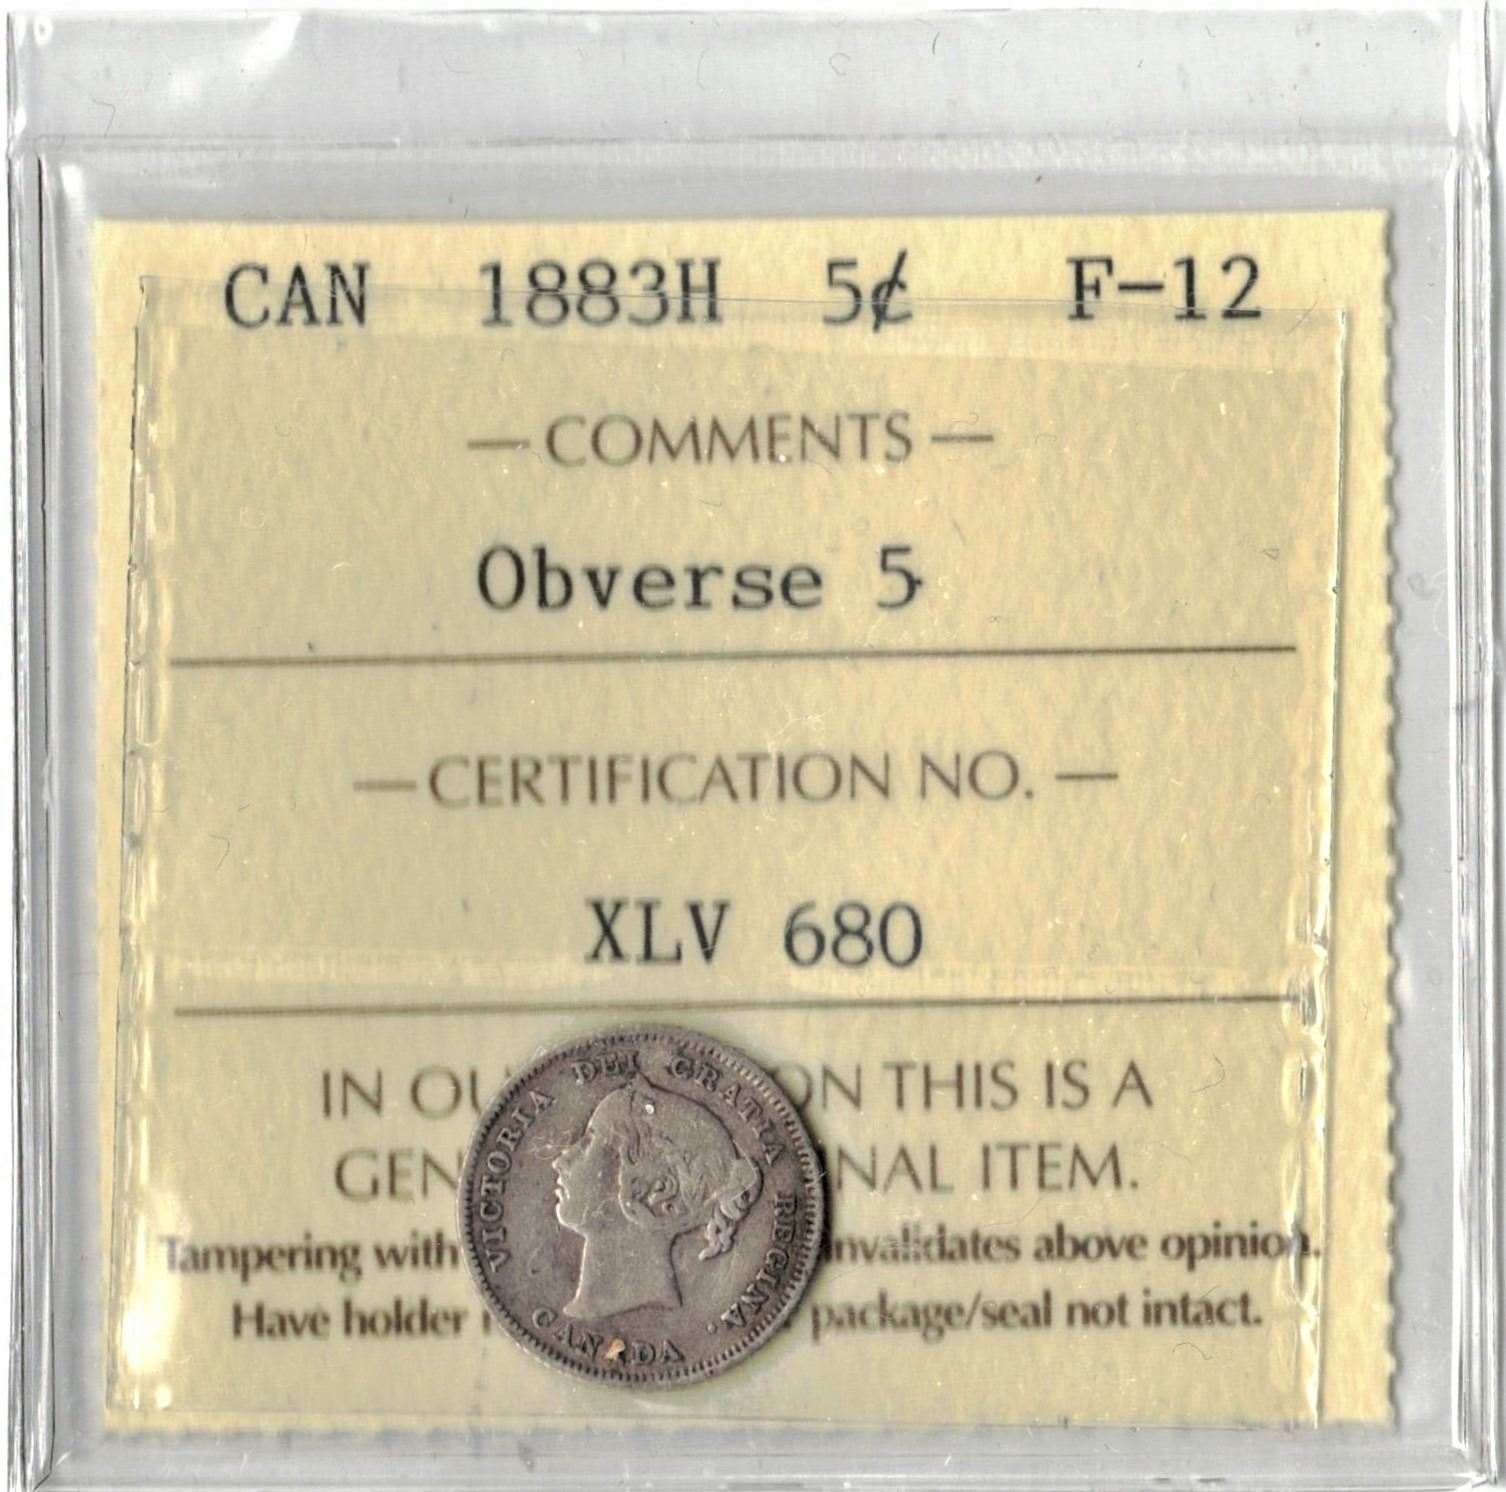 CAN 1883H 5¢ F-12
— COMMENTS —
Obverse 5
— CERTIFICATION NO. —
XLV 680
IN OU ON THIS IS A
GEN NAL ITEM.
Tampering with invalidates above opinion.
Have holder package/seal not intact.
VICTORIA DEI GRATIA REGINA.
CANADA